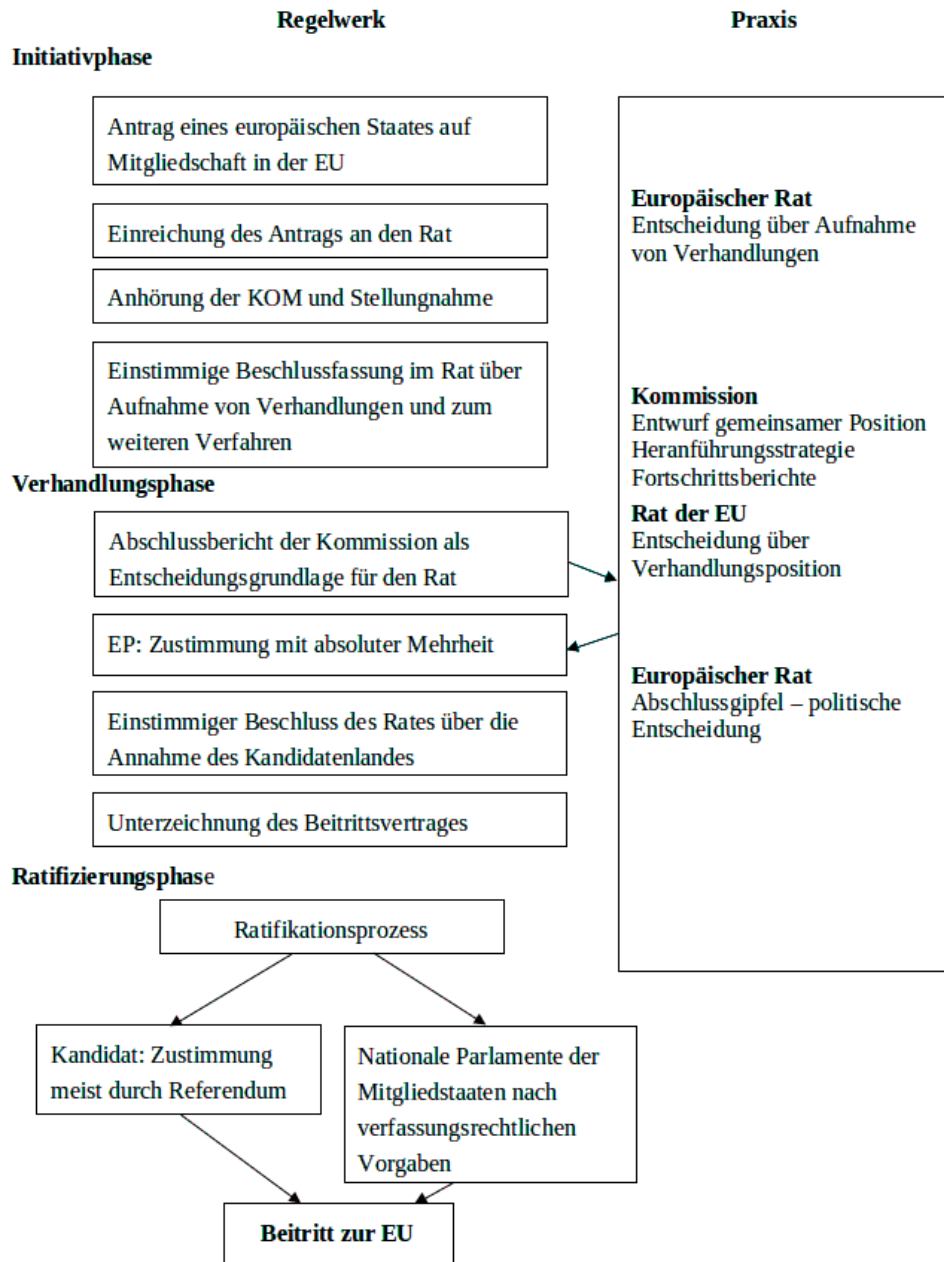 Regelwerk
Praxis
Initiativphase
Antrag eines europäischen Staates auf
Mitgliedschaft in der EU
Einreichung des Antrags an den Rat
Anhörung der KOM und Stellungnahme
Einstimmige Beschlussfassung im Rat über
Aufnahme von Verhandlungen und zum
weiteren Verfahren
Verhandlungsphase
Abschlussbericht der Kommission als
Entscheidungsgrundlage für den Rat
EP: Zustimmung mit absoluter Mehrheit
Einstimmiger Beschluss des Rates über die
Annahme des Kandidatenlandes
Unterzeichnung des Beitrittsvertrages
Europäischer Rat
Entscheidung über Aufnahme
von Verhandlungen
Kommission
Entwurf gemeinsamer Position
Heranführungsstrategie
Fortschrittsberichte
Rat der EU
Entscheidung über
Verhandlungsposition
Europäischer Rat
Abschlussgipfel – politische
Entscheidung
Ratifizierungsphase
Ratifikationsprozess
Kandidat: Zustimmung
meist durch Referendum
Nationale Parlamente der
Mitgliedstaaten nach
verfassungsrechtlichen
Vorgaben
Beitritt zur EU